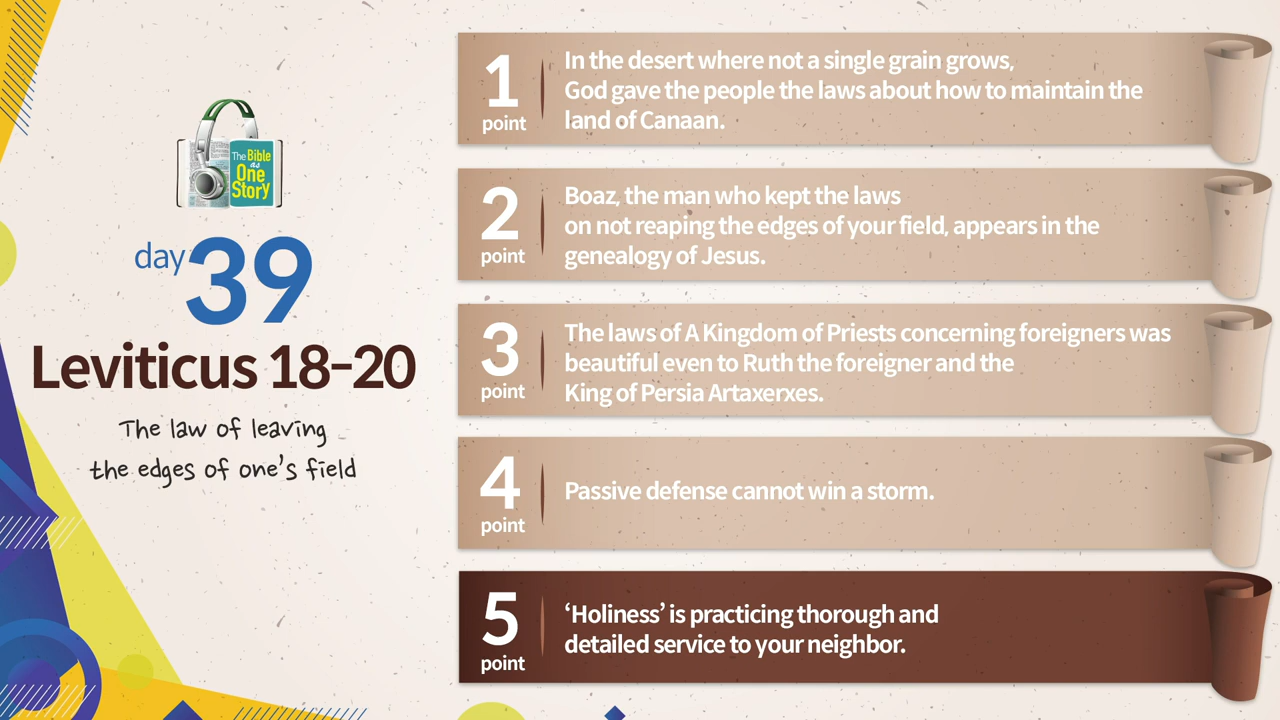 The Bible
as
One
Story
day 39
Leviticus 18-20
The law of leaving
the edges of one's field
1
point
In the desert where not a single grain grows,
God gave the people the laws about how to maintain the
land of Canaan.
2
point
Boaz, the man who kept the laws
on not reaping the edges of your field, appears in the
genealogy of Jesus.
3
point
The laws of A Kingdom of Priests concerning foreigners was
beautiful even to Ruth the foreigner and the
King of Persia Artaxerxes.
4
point
Passive defense cannot win a storm.
5
point
‘Holiness’ is practicing thorough and
detailed service to your neighbor.